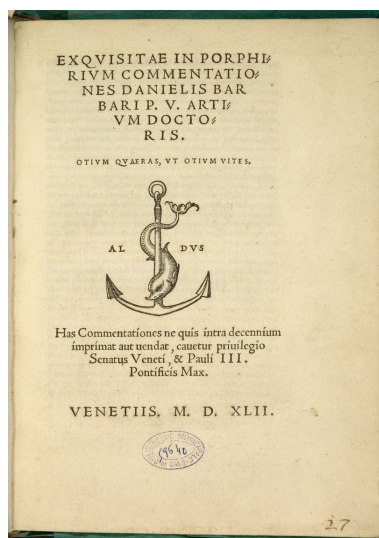 EXQVISITAE IN PORPHI⸗
RIVM COMMENTATIO⸗
NES DANIELIS BAR
BARI P. V. ARTI⸗
VM DOCTO⸗
RIS.
OTIVM QVAERAS, VT OTIVM VITES.
AL DVS
Has Commentationes ne quis intra decennium
imprimat aut uendat, cauetur priuilegio
Senatus Veneti, & Pauli III.
Pontificis Max.
VENETIIS. M. D. XLII.
27